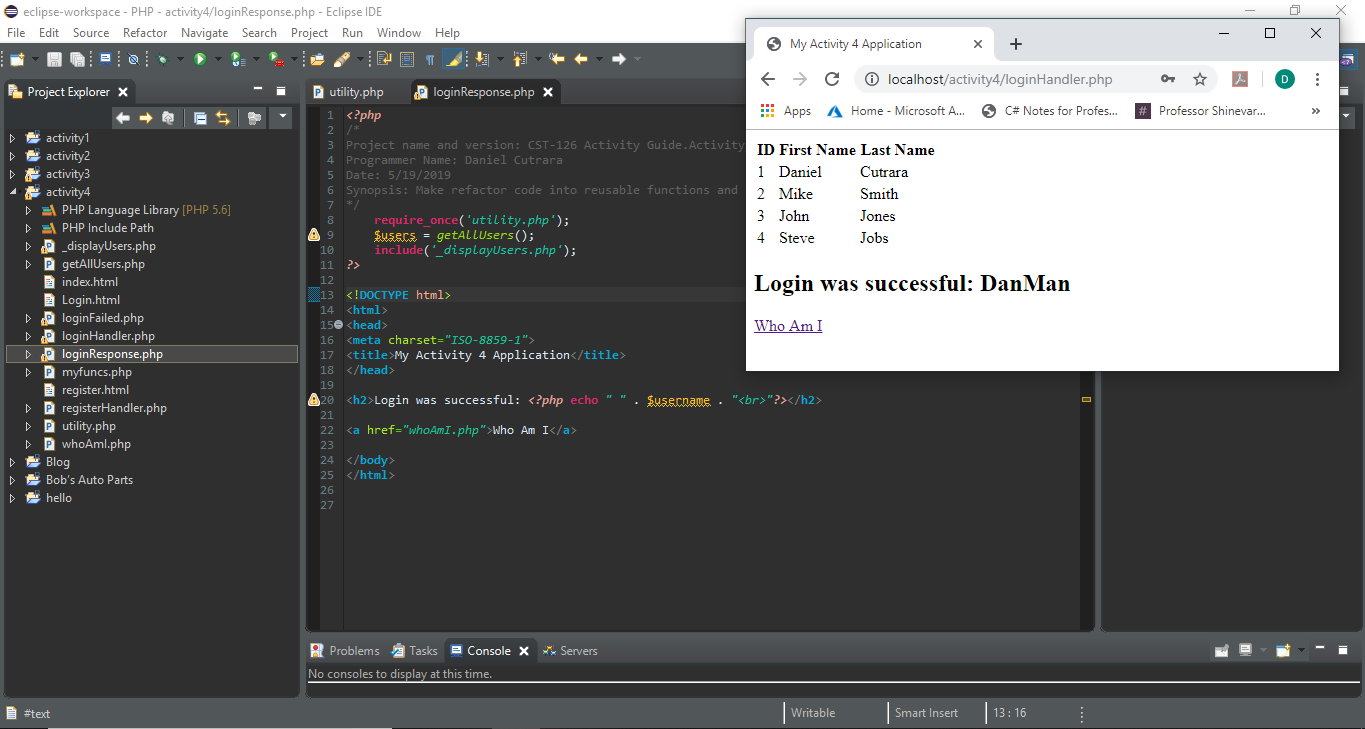 eclipse-workspace - PHP - activity4/loginResponse.php - Eclipse IDE
File Edit Source Refactor Navigate Search Project Run Window Help
Project Explorer
activity1
activity2
activity3
activity4
PHP Language Library [PHP 5.6]
PHP Include Path
_displayUsers.php
getAllUsers.php
index.html
Login.html
loginFailed.php
loginHandler.php
loginResponse.php
myfuncs.php
register.html
registerHandler.php
utility.php
whoAmI.php
Blog
Bob's Auto Parts
hello
utility.php loginResponse.php
1 <?php
2 /*
3 Project name and version: CST-126 Activity Guide.Activity
4 Programmer Name: Daniel Cutrara
5 Date: 5/19/2019
6 Synopsis: Make refactor code into reusable functions and
7 */
8 require_once('utility.php');
9 $users = getAllUsers();
10 include('_displayUsers.php');
11 ?>
12
13 <!DOCTYPE html>
14 <html>
15 <head>
16 <meta charset="ISO-8859-1">
17 <title>My Activity 4 Application</title>
18 </head>
19
20 <h2>Login was successful: <?php echo " " . $username . "<br>"?></h2>
21
22 <a href="whoAmI.php">Who Am I</a>
23
24 </body>
25 </html>
26
27
My Activity 4 Application
localhost/activity4/loginHandler.php
D
Apps Home - Microsoft A... C# Notes for Profes... # Professor Shinevar... »
ID First Name Last Name
1 Daniel Cutrara
2 Mike Smith
3 John Jones
4 Steve Jobs
Login was successful: DanMan
Who Am I
Problems Tasks Console Servers
No consoles to display at this time.
#text Writable Smart Insert 13 : 16